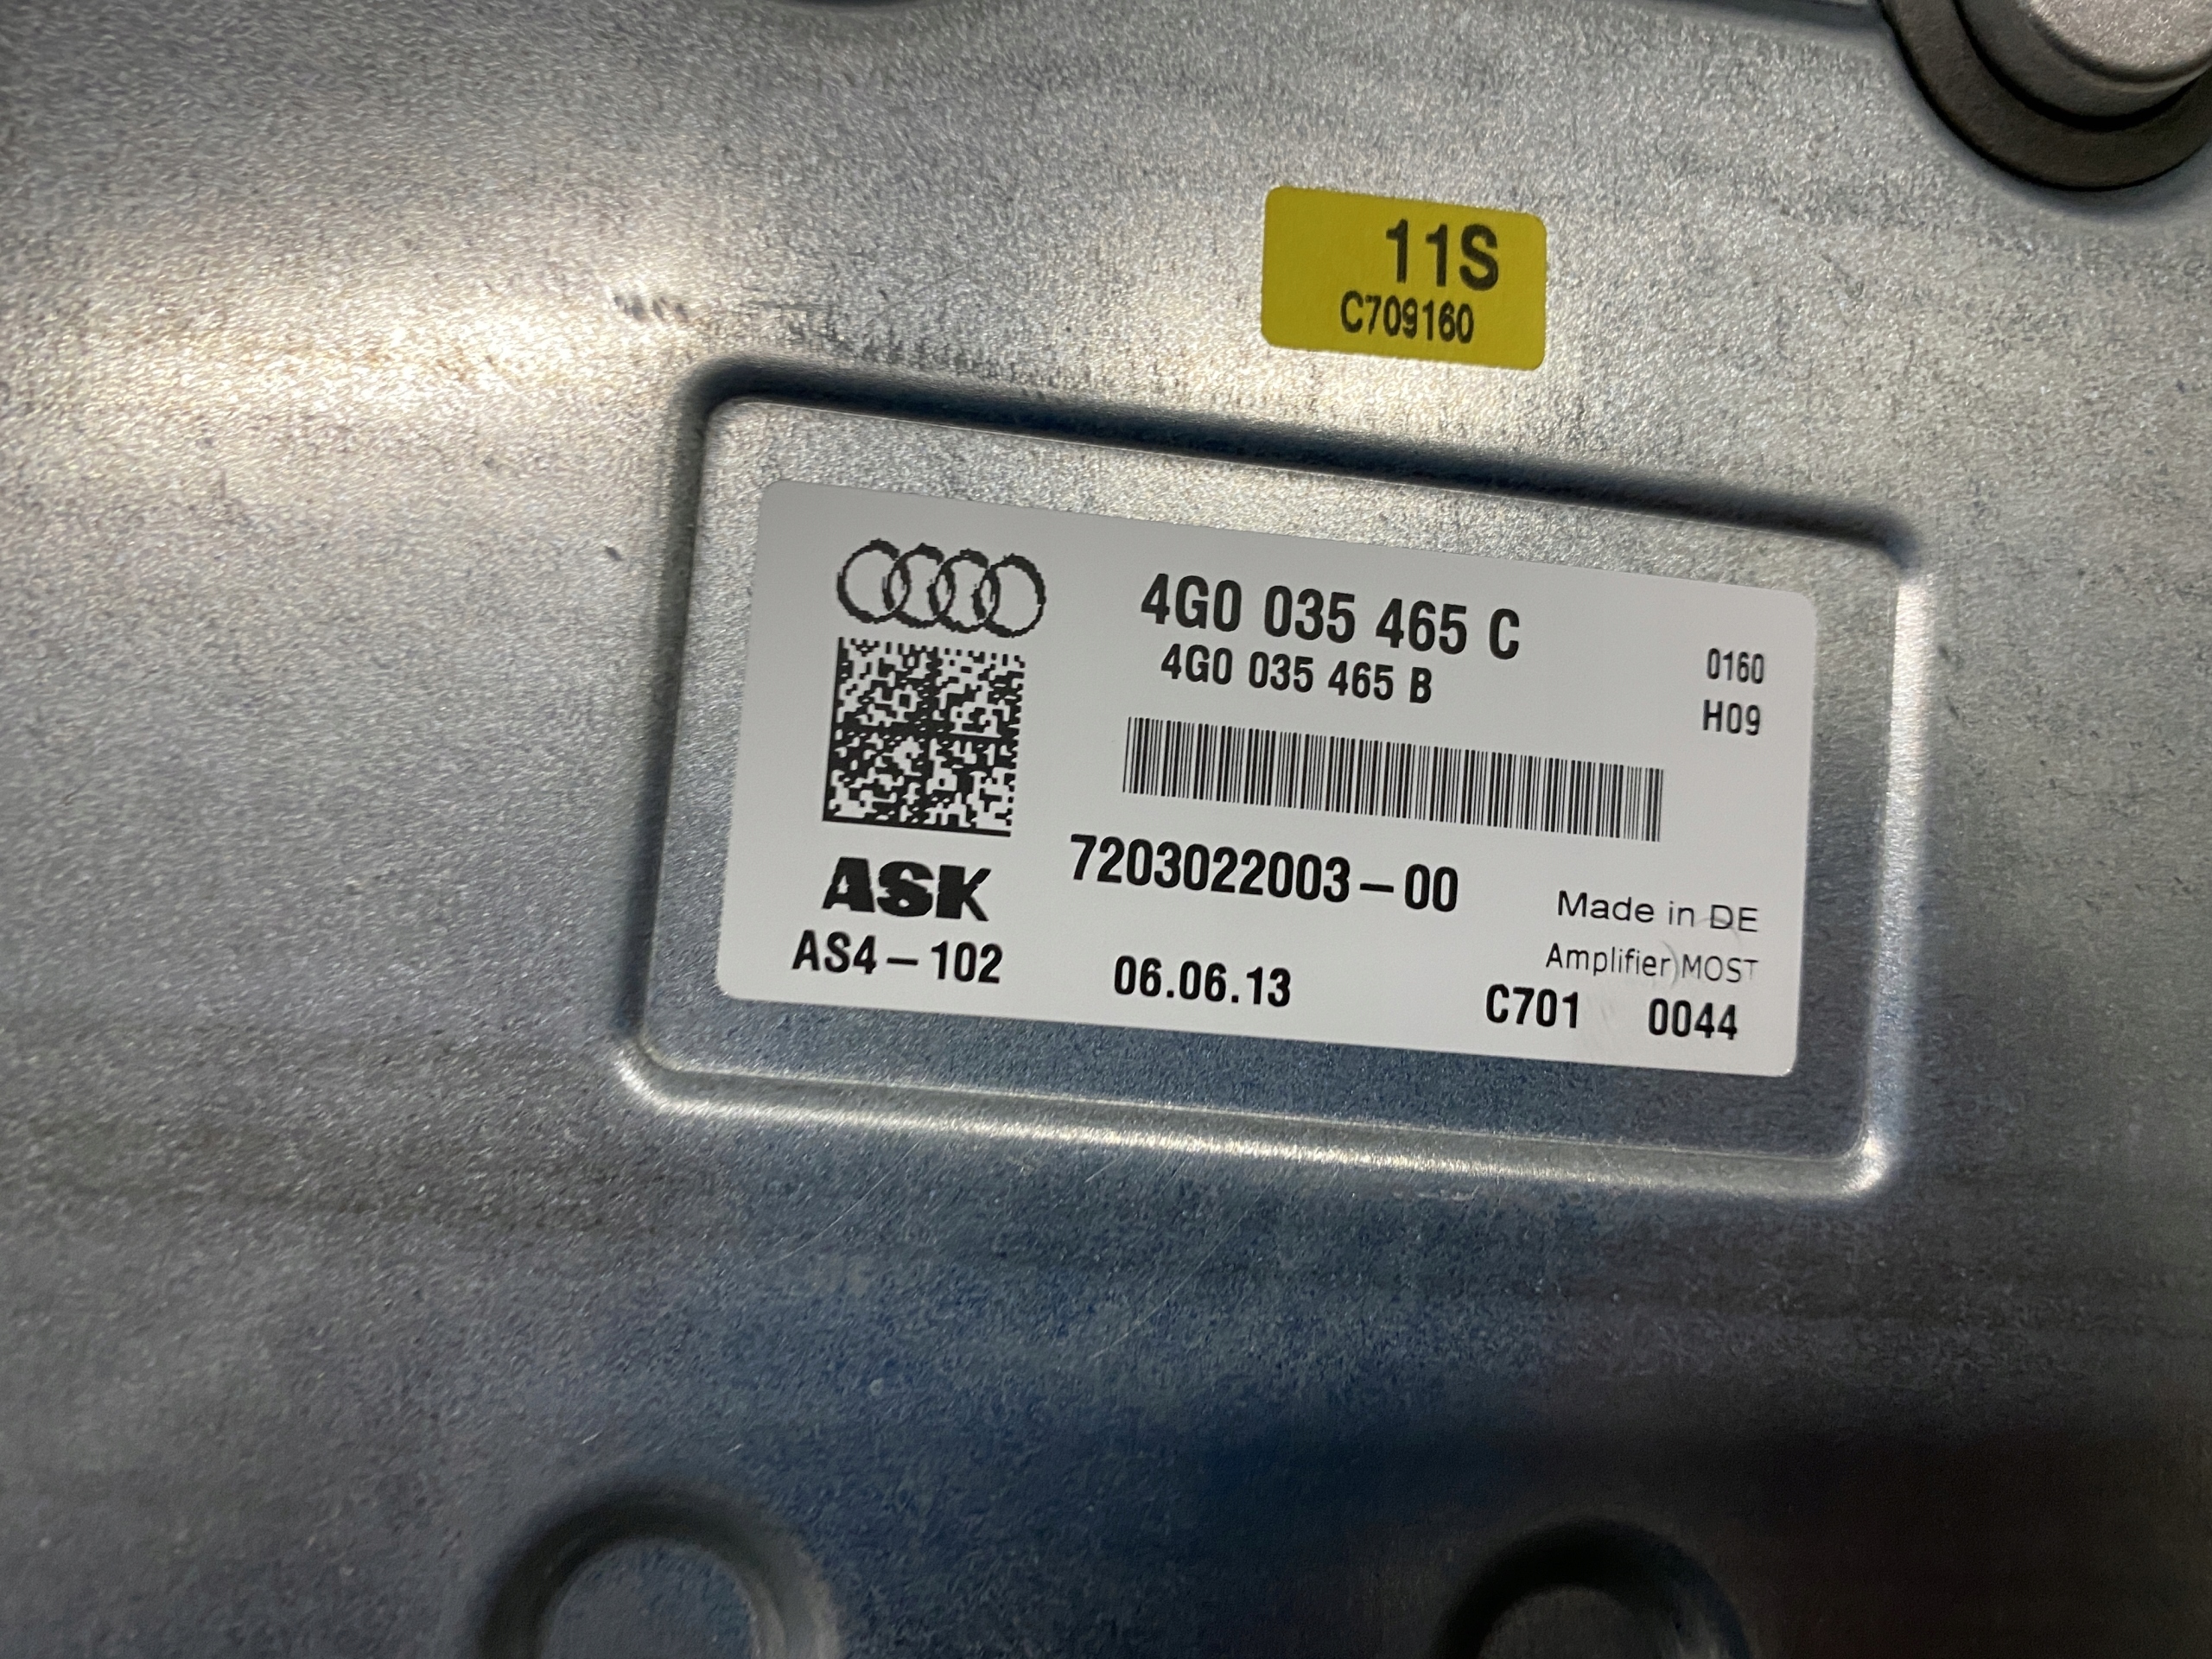 11S
C709160
4G0 035 465 C
4G0 035 465 B
0160
H09
7203022003-00
Made in DE
ASK
Amplifier MOST
AS4-102
06.06.13
C701 0044